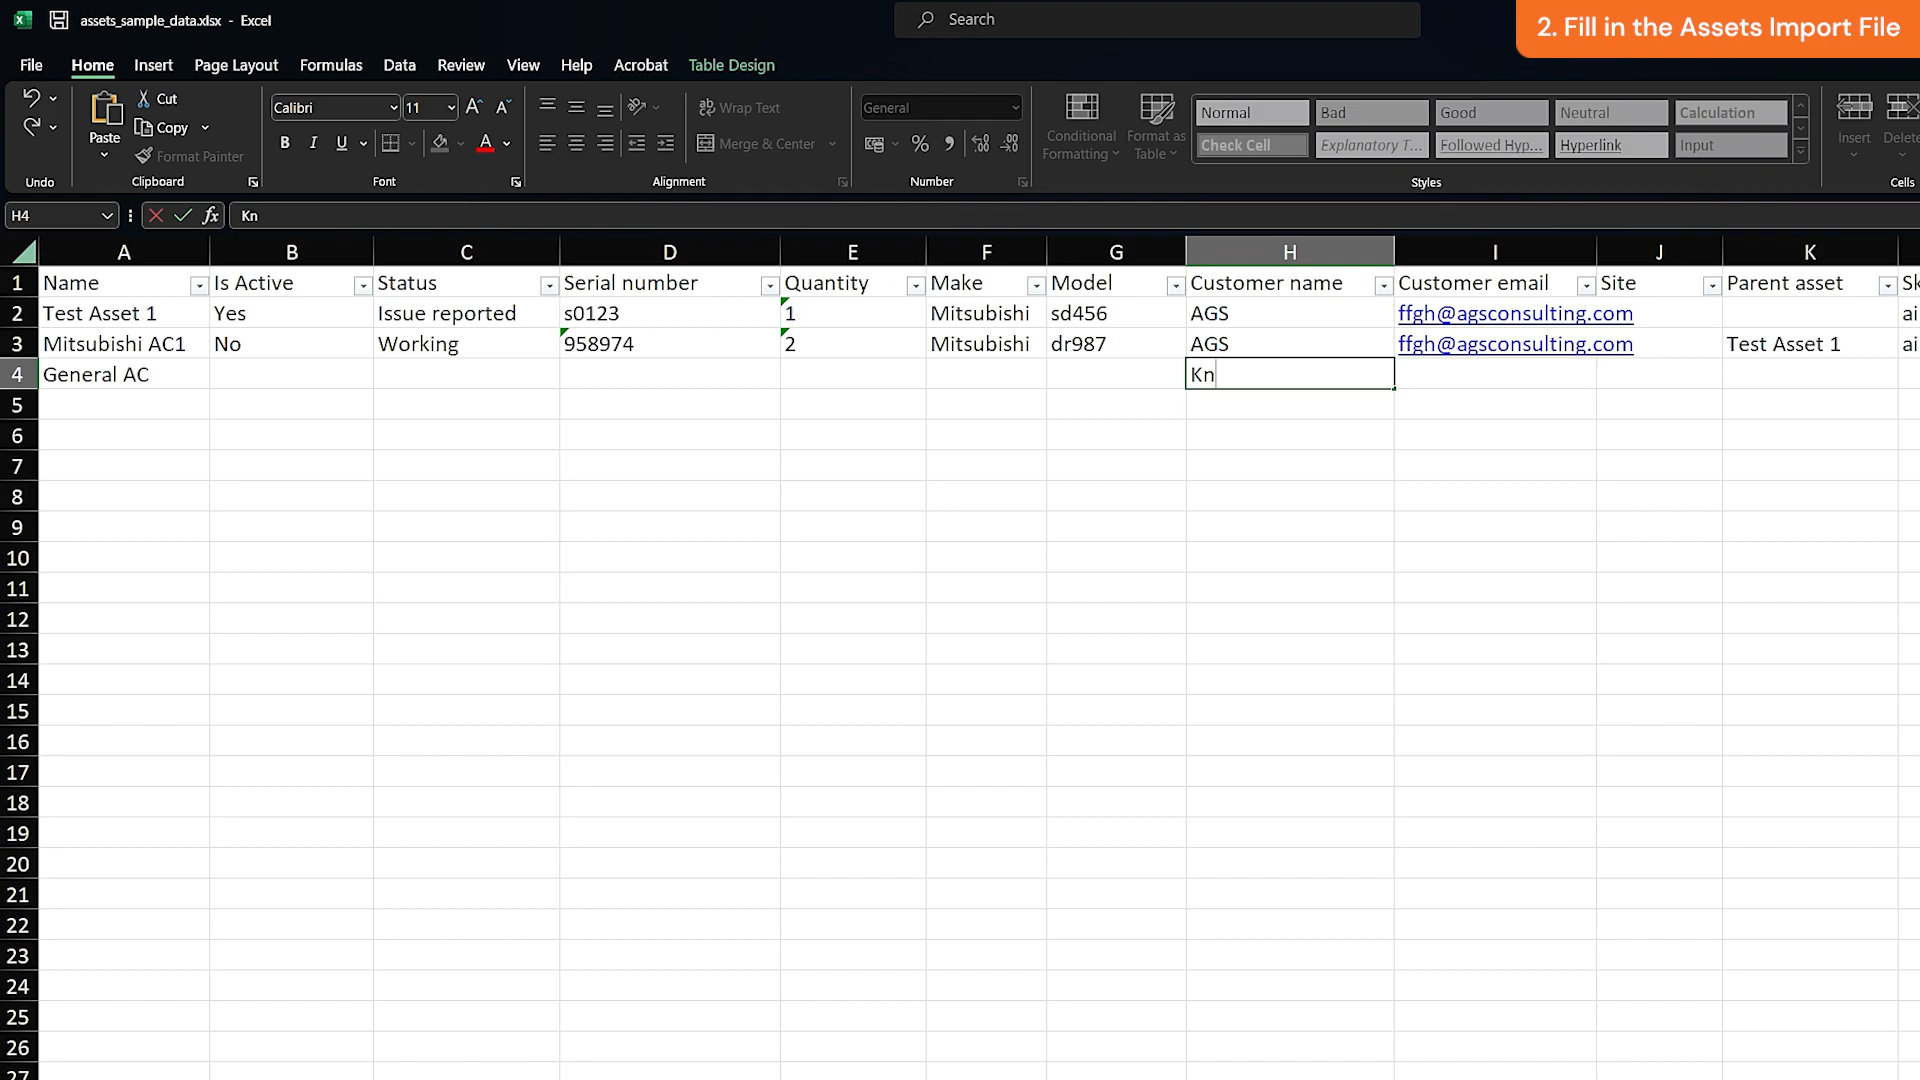 assets_sample_data.xlsx - Excel
Search
2. Fill in the Assets Import File
File Home Insert Page Layout Formulas Data Review View Help Acrobat Table Design
Cut
Copy
Format Painter
Paste
Calibri 11
B I U
Wrap Text
Merge & Center
General
Conditional Formatting
Format as Table
Normal Bad Good Neutral Calculation
Check Cell Explanatory T... Followed Hyp... Hyperlink Input
Insert Delete
Undo Clipboard Font Alignment Number Styles Cells
H4 fx Kn
A B C D E F G H I J K
1 Name Is Active Status Serial number Quantity Make Model Customer name Customer email Site Parent asset Sk
2 Test Asset 1 Yes Issue reported s0123 1 Mitsubishi sd456 AGS ffgh@agsconsulting.com ai
3 Mitsubishi AC1 No Working 958974 2 Mitsubishi dr987 AGS ffgh@agsconsulting.com Test Asset 1 ai
4 General AC Kn
5
6
7
8
9
10
11
12
13
14
15
16
17
18
19
20
21
22
23
24
25
26
27